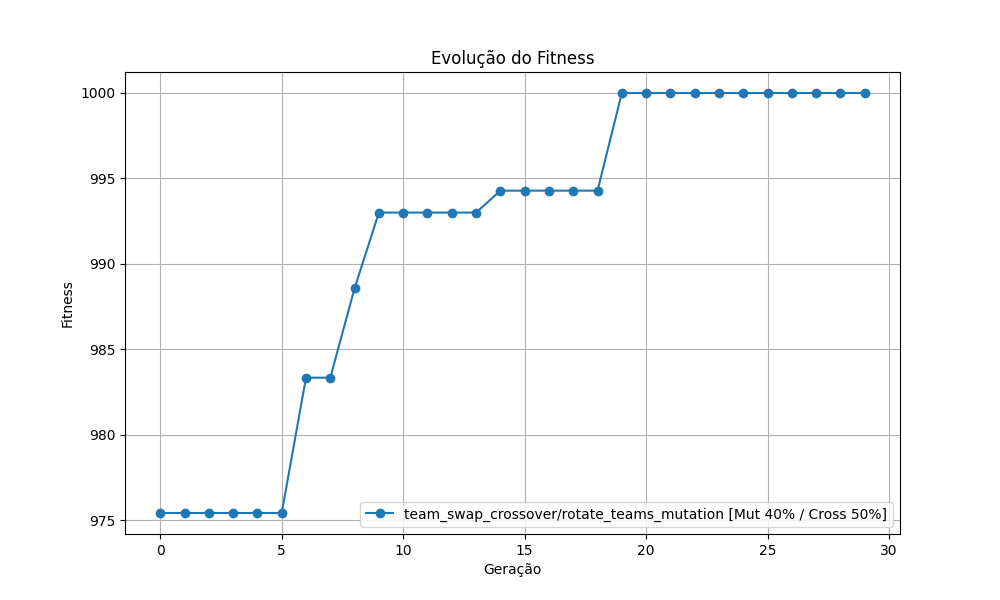 Evolução do Fitness
Fitness
1000
995
990
985
980
975
team_swap_crossover/rotate_teams_mutation [Mut 40% / Cross 50%]
0 5 10 15 20 25 30
Geração